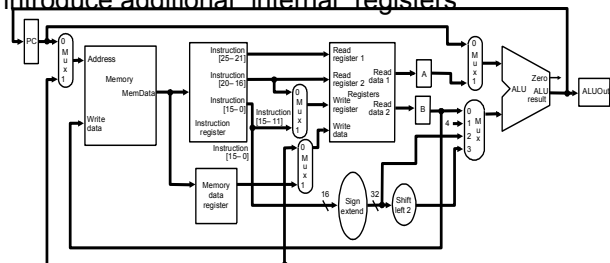 introduce additional internal registers
PC
0
M
u
x
1
Address
Memory
MemData
Write
data
Instruction
[25– 21]
Instruction
[20– 16]
Instruction
[15– 0]
Instruction
register
Instruction
[15– 0]
Memory
data
register
0
M
u
x
1
Instruction
[15– 11]
0
M
u
x
1
Read
register 1
Read
register 2
Registers
Write
register
Write
data
Read
data 1
Read
data 2
16
Sign
extend
32
Shift
left 2
A
B
4
0
M
u
x
1
0
1 M
u
2 x
3
Zero
ALU ALU
result
ALUOut